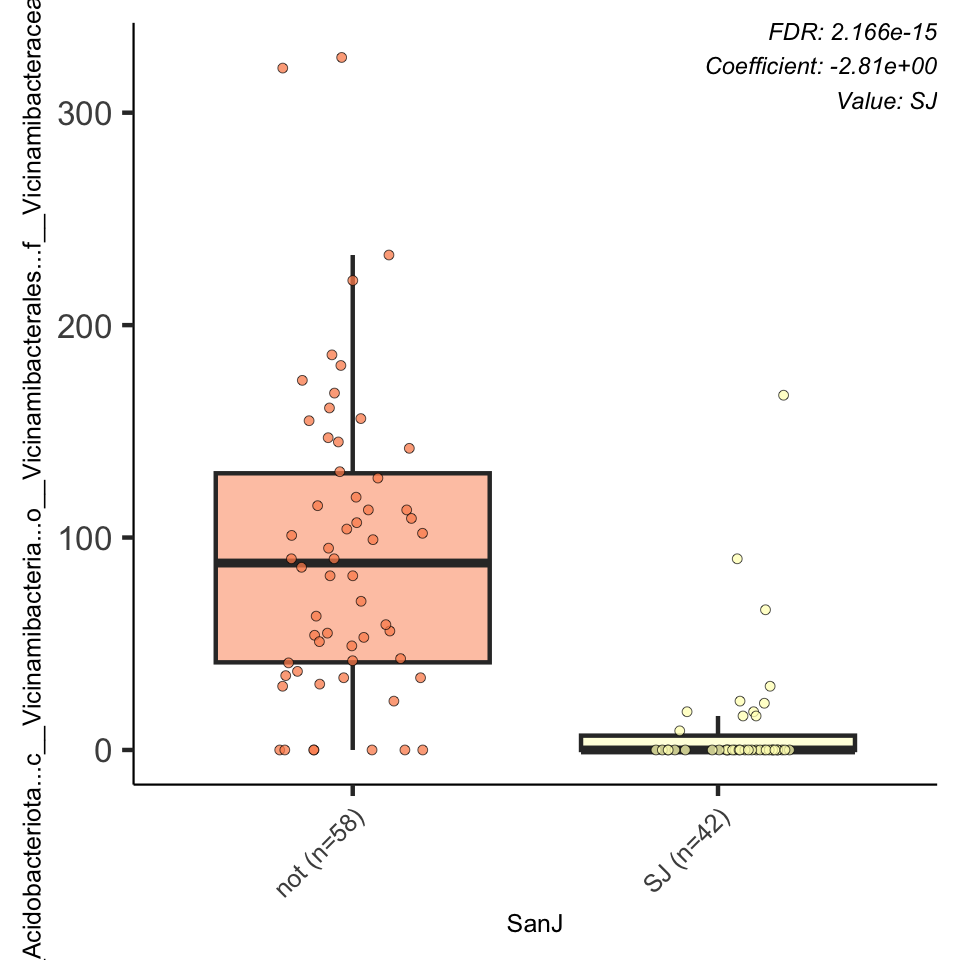 FDR: 2.166e-15
Coefficient: -2.81e+00
Value: SJ
Acidobacteriota...c__Vicinamibacteria...o__Vicinamibacterales...f__Vicinamibacteracea
300
200
100
0
not (n=58)
SJ (n=42)
SanJ